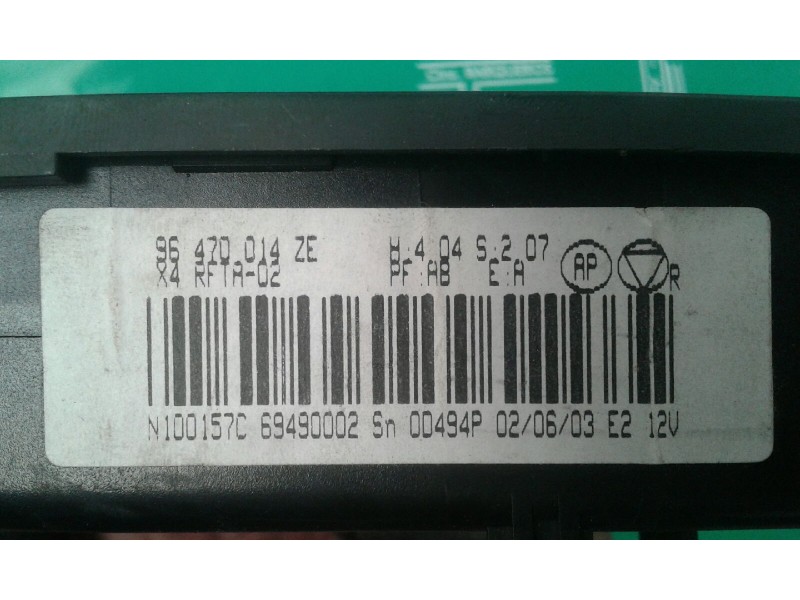 96 470 014 ZE H.4.04 S.2.07
X4 RFTA-02 PF:AB E:A AP R
N100157C 69490002 Sn 0D494P 02/06/03 E2 12V